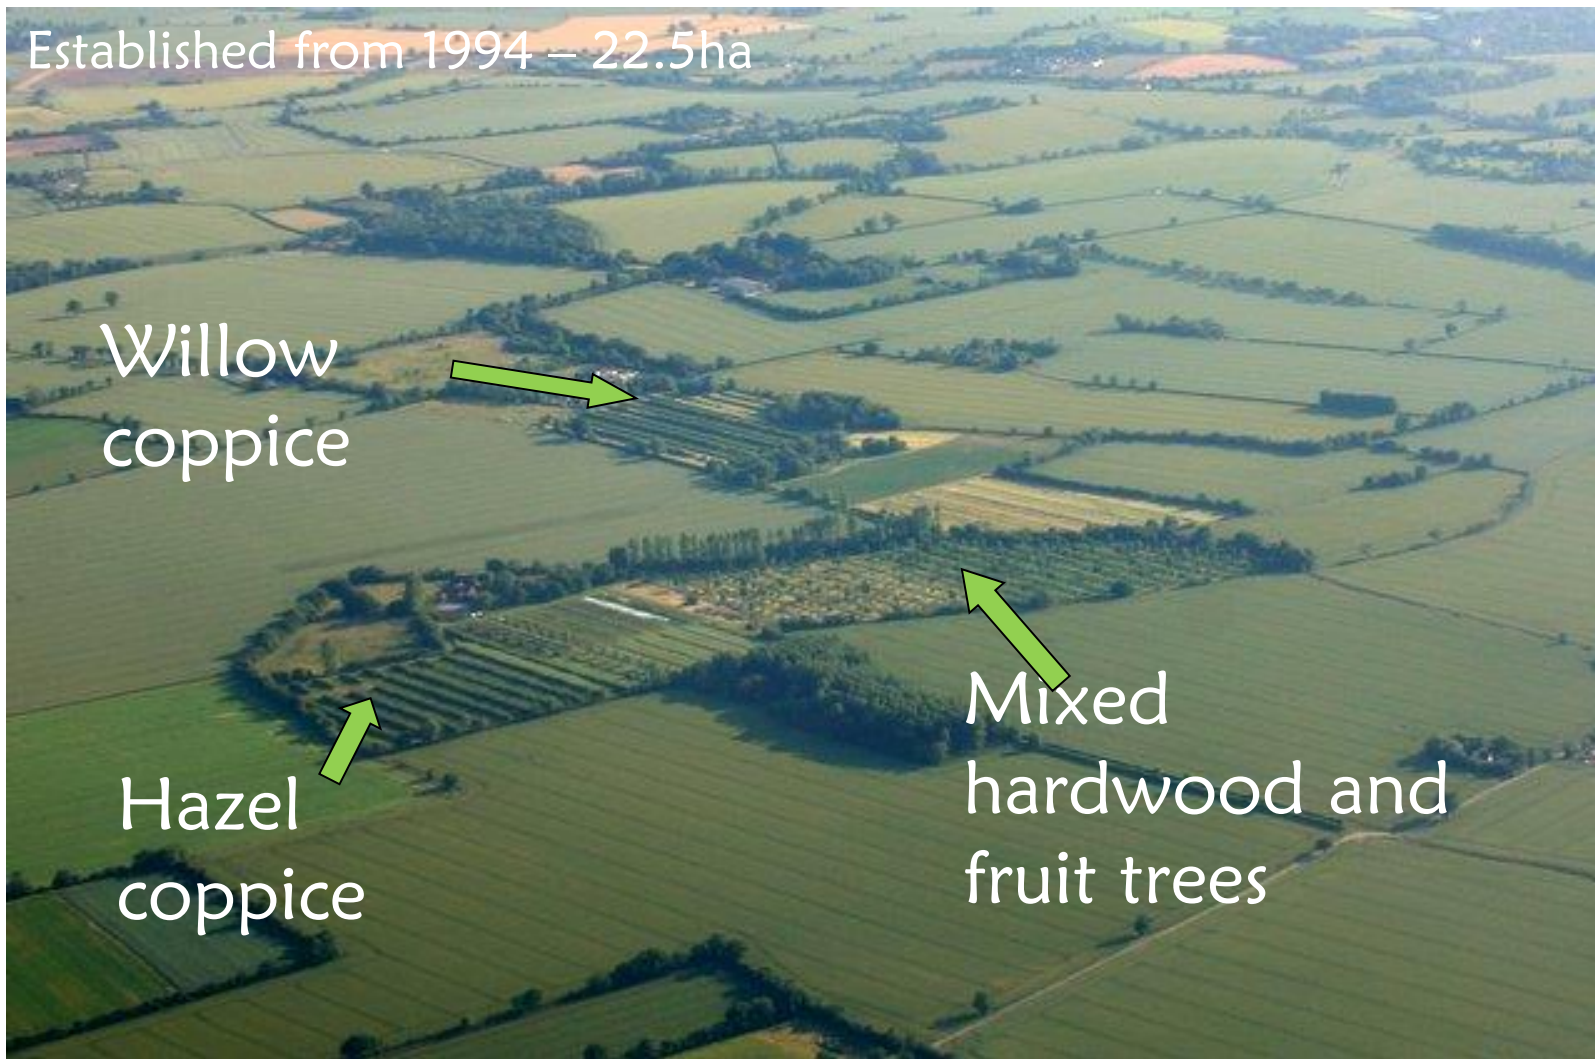 Established from 1994 – 22.5ha
Willow
coppice
Mixed
hardwood and
fruit trees
Hazel
coppice